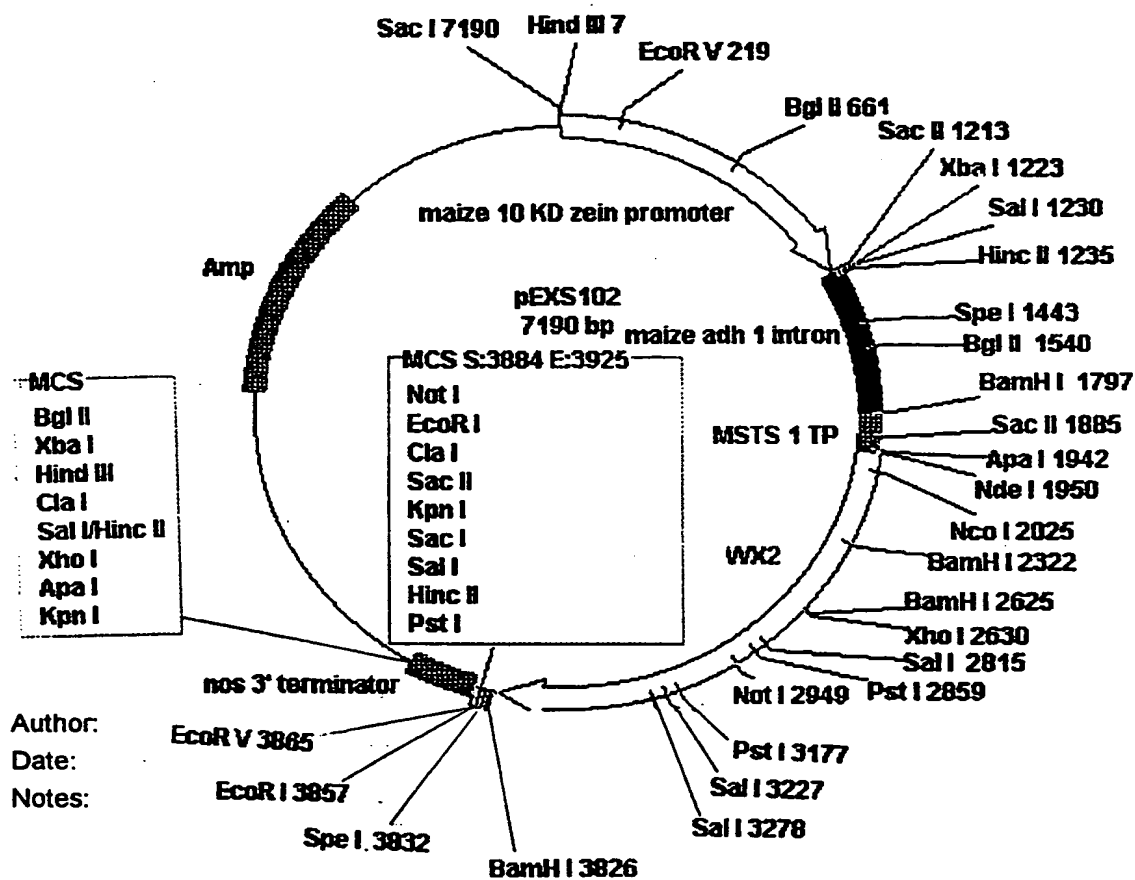 Sac I 7190
Hind III 7
EcoR V 219
Bgl II 661
Sac II 1213
Xba I 1223
Sal I 1230
Hinc II 1235
maize 10 KD zein promoter
Amp
pEXS102
7190 bp
maize adh 1 intron
Spe I 1443
Bgl II 1540
BamH I 1797
MSTS 1 TP
Sac II 1885
Apa I 1942
Nde I 1950
Nco I 2025
WX2
BamH I 2322
BamH I 2625
Xho I 2630
Sal I 2815
Pst I 2859
Not I 2949
Pst I 3177
Sal I 3227
Sal I 3278
MCS S:3884 E:3925
Not I
EcoR I
Cla I
Sac II
Kpn I
Sac I
Sal I
Hinc II
Pst I
MCS
Bgl II
Xba I
Hind III
Cla I
Sal I/Hinc II
Xho I
Apa I
Kpn I
nos 3' terminator
EcoR V 3865
EcoR I 3857
Spe I 3832
BamH I 3826
Author:
Date:
Notes: